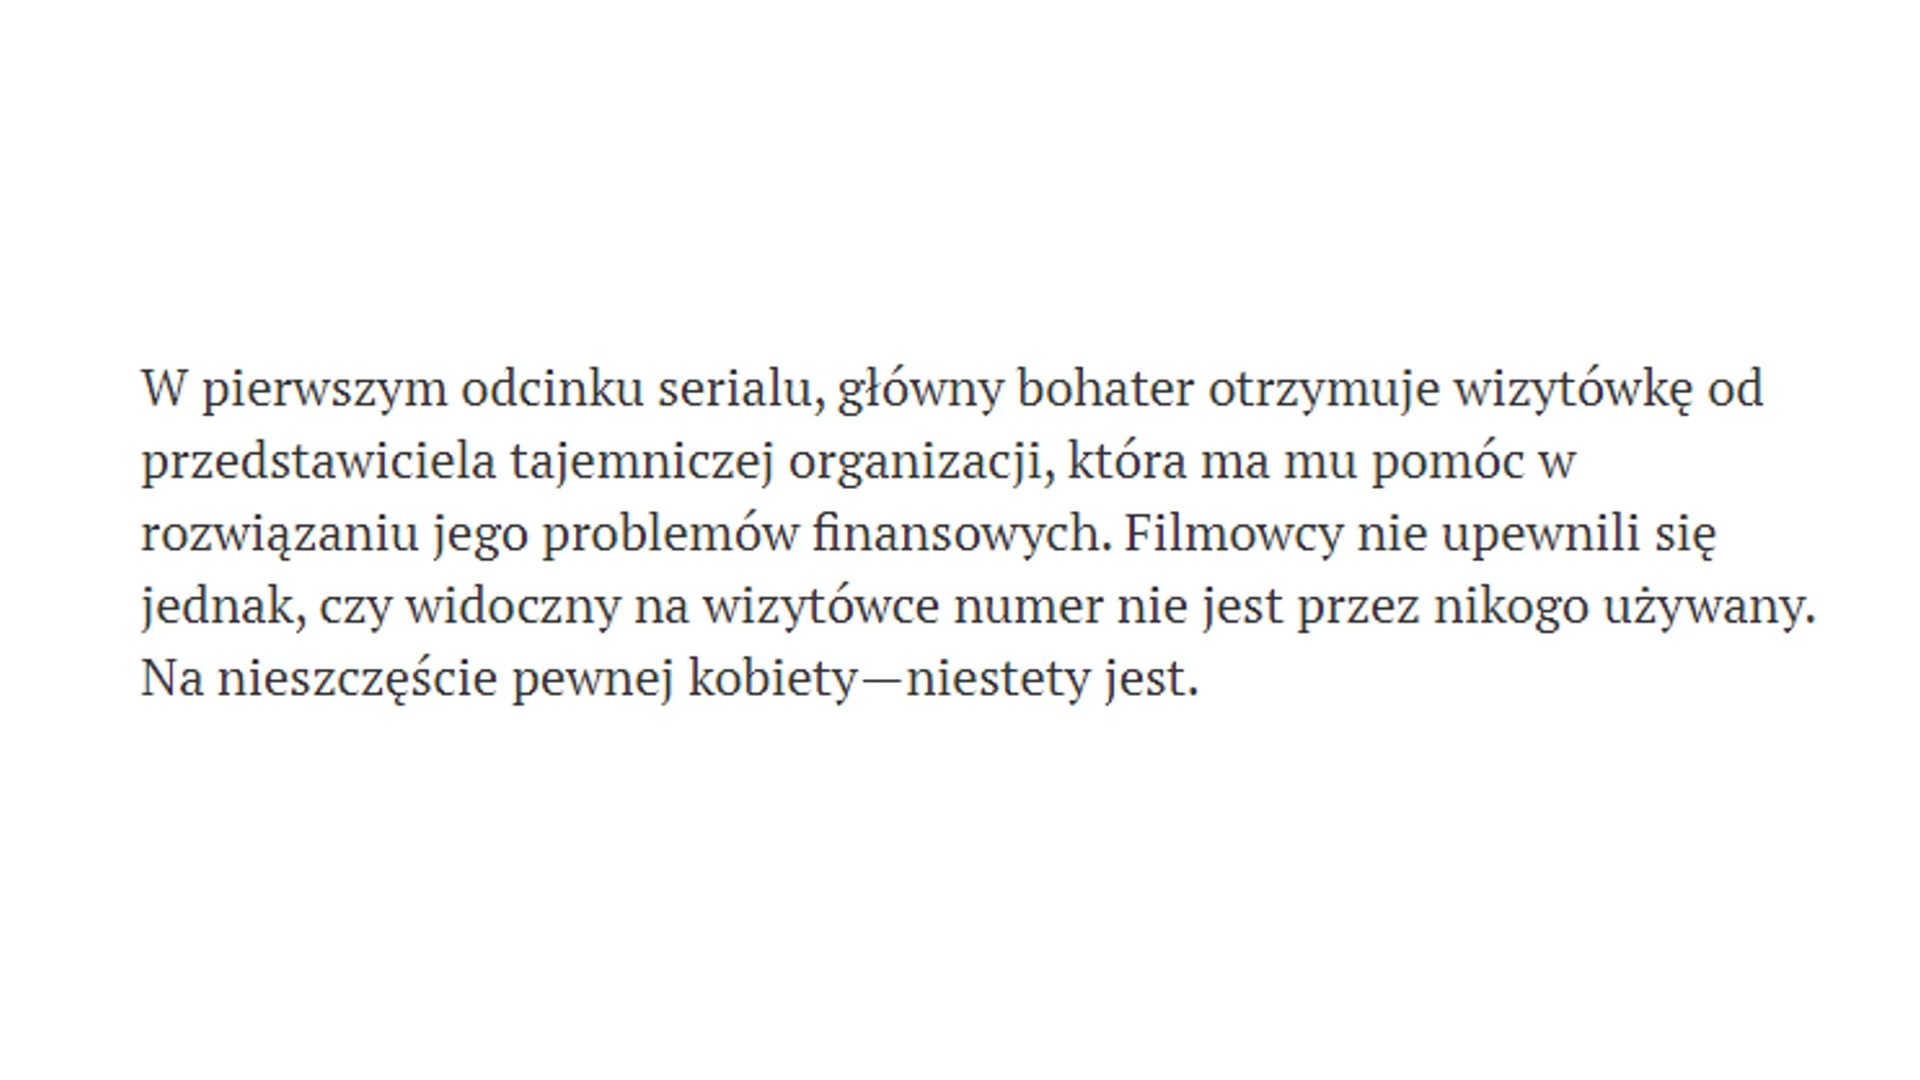 W pierwszym odcinku serialu, główny bohater otrzymuje wizytówkę od
przedstawiciela tajemniczej organizacji, która ma mu pomóc w
rozwiązaniu jego problemów finansowych. Filmowcy nie upewnili się
jednak, czy widoczny na wizytówce numer nie jest przez nikogo używany.
Na nieszczęście pewnej kobiety—niestety jest.